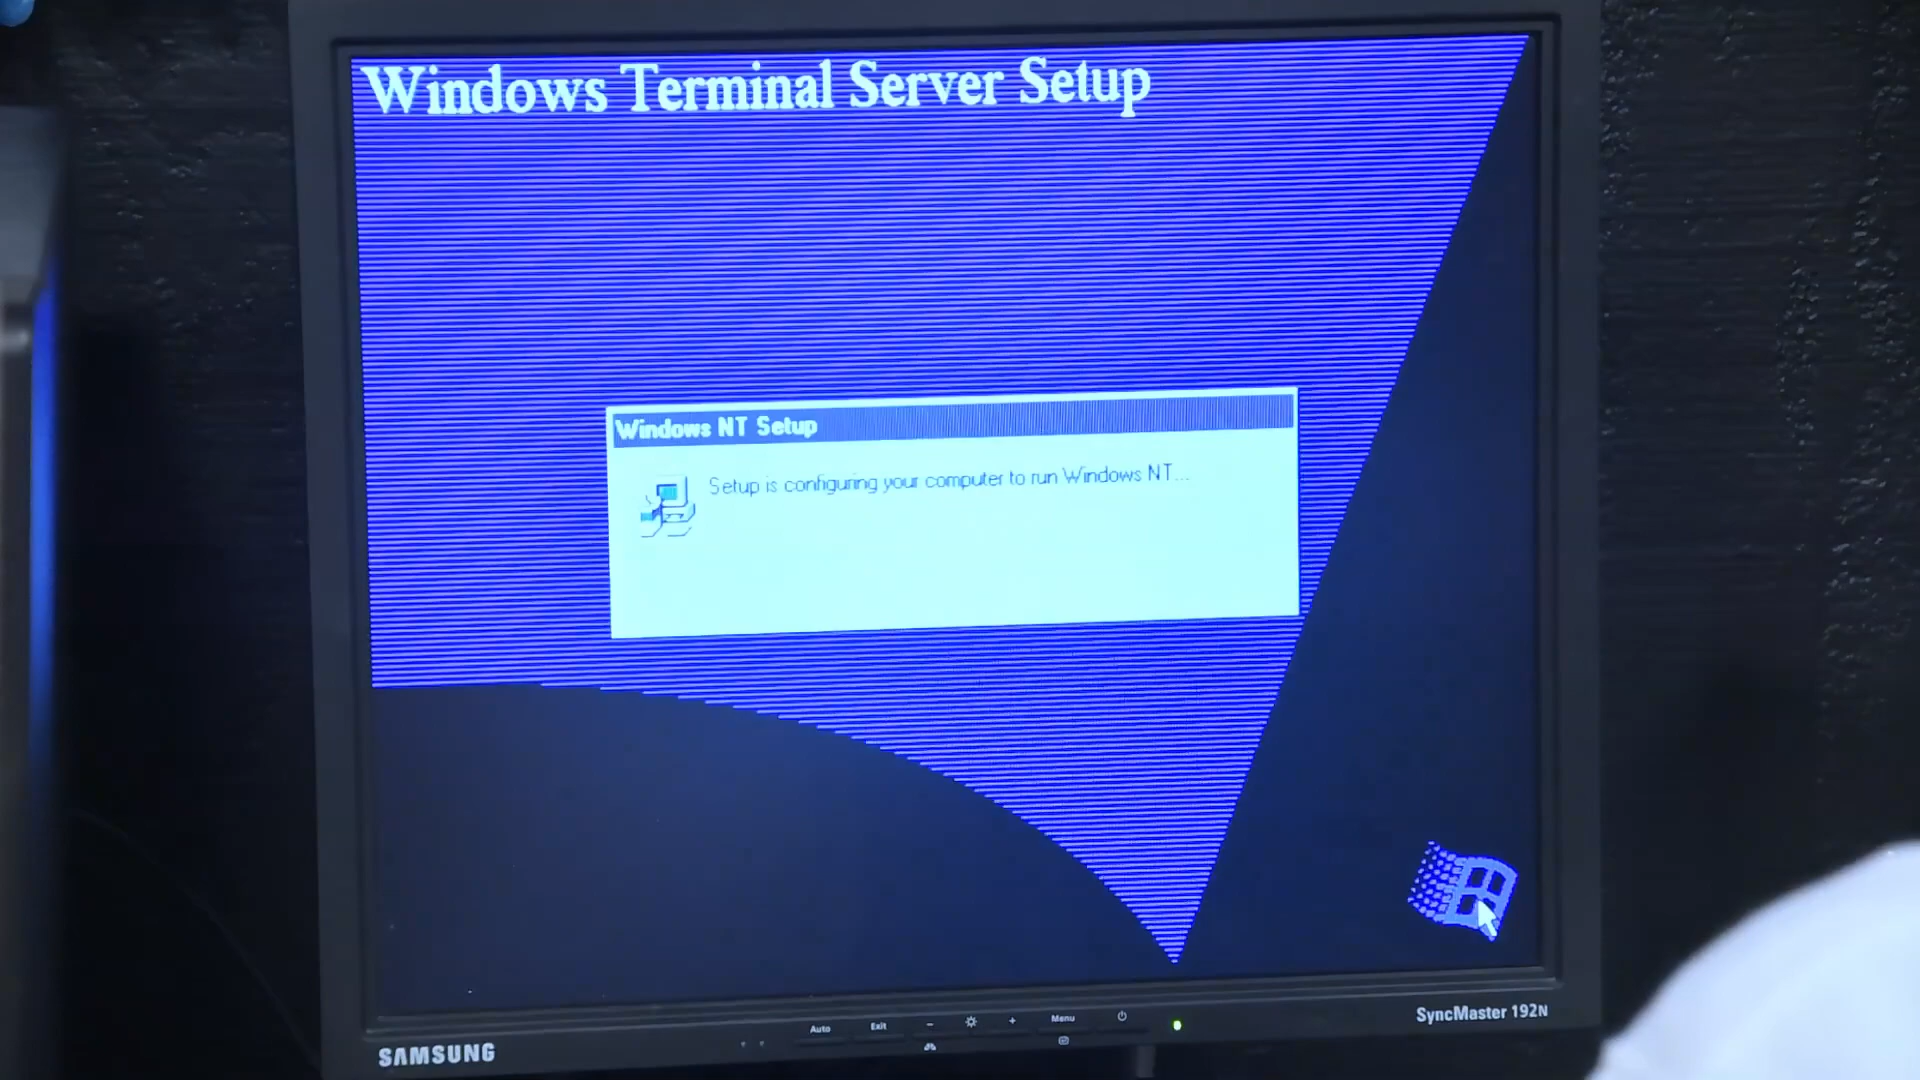 Windows Terminal Server Setup
Windows NT Setup
Setup is configuring your computer to run Windows NT...
Auto
Exit
-
+
Menu
SyncMaster 192N
SAMSUNG